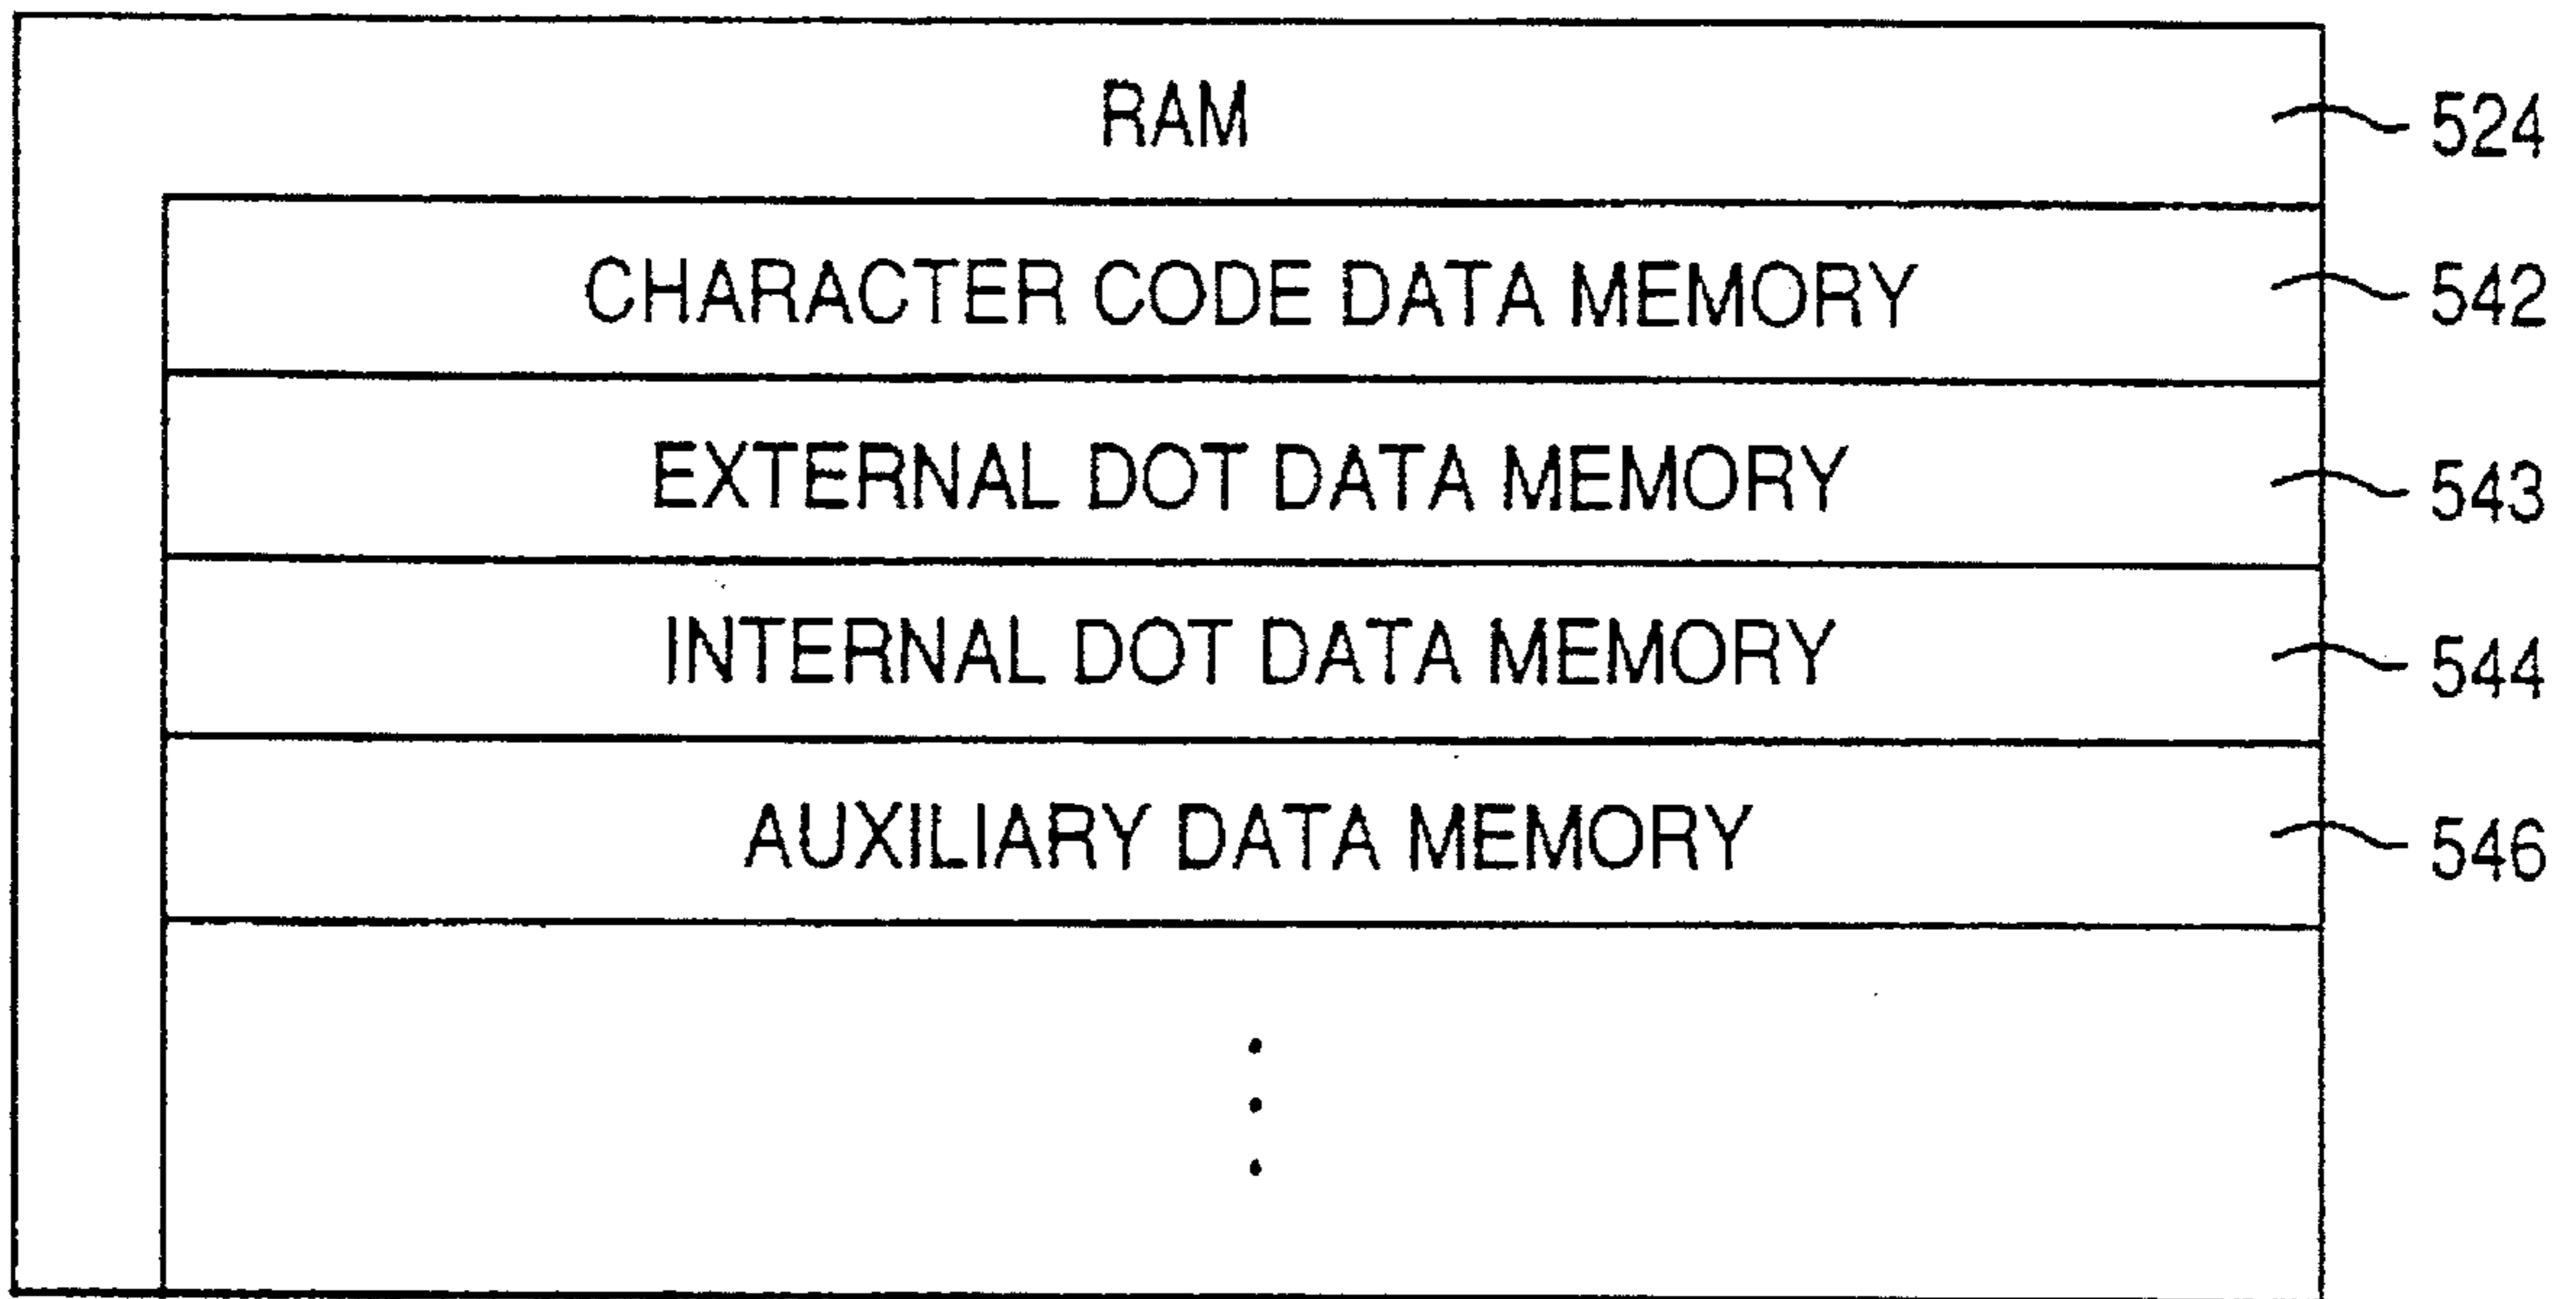 RAM 524
CHARACTER CODE DATA MEMORY 542
EXTERNAL DOT DATA MEMORY 543
INTERNAL DOT DATA MEMORY 544
AUXILIARY DATA MEMORY 546